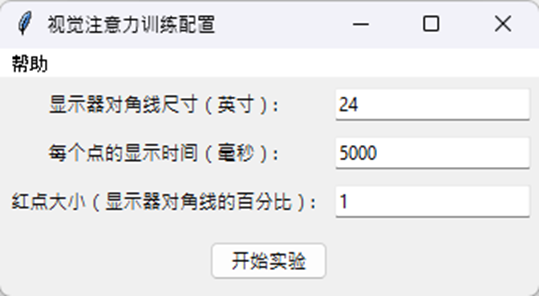 视觉注意力训练配置
帮助
显示器对角线尺寸（英寸）： 24
每个点的显示时间（毫秒）： 5000
红点大小（显示器对角线的百分比）： 1
开始实验